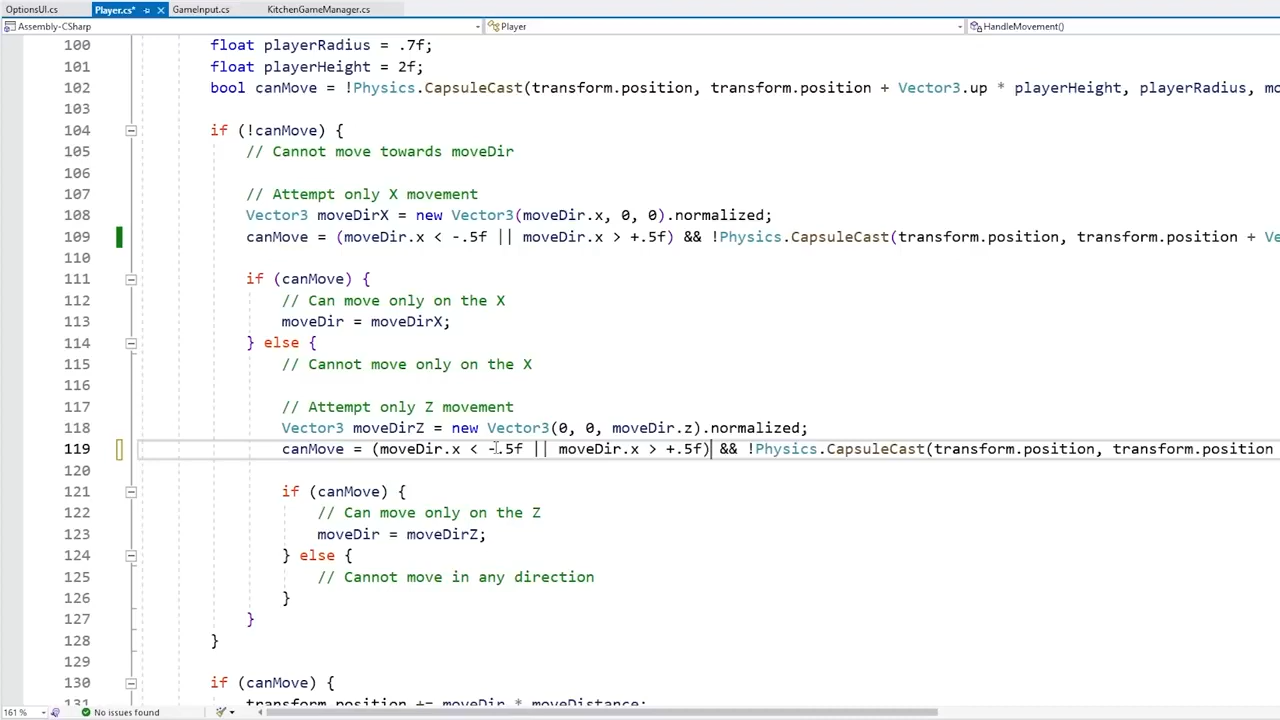 OptionsUI.cs Player.cs* GameInput.cs KitchenGameManager.cs
Assembly-CSharp Player HandleMovement()
100 float playerRadius = .7f;
101 float playerHeight = 2f;
102 bool canMove = !Physics.CapsuleCast(transform.position, transform.position + Vector3.up * playerHeight, playerRadius, mo
103
104 if (!canMove) {
105 // Cannot move towards moveDir
106
107 // Attempt only X movement
108 Vector3 moveDirX = new Vector3(moveDir.x, 0, 0).normalized;
109 canMove = (moveDir.x < -.5f || moveDir.x > +.5f) && !Physics.CapsuleCast(transform.position, transform.position + Ve
110
111 if (canMove) {
112 // Can move only on the X
113 moveDir = moveDirX;
114 } else {
115 // Cannot move only on the X
116
117 // Attempt only Z movement
118 Vector3 moveDirZ = new Vector3(0, 0, moveDir.z).normalized;
119 canMove = (moveDir.x < -.5f || moveDir.x > +.5f) && !Physics.CapsuleCast(transform.position, transform.position
120
121 if (canMove) {
122 // Can move only on the Z
123 moveDir = moveDirZ;
124 } else {
125 // Cannot move in any direction
126 }
127 }
128 }
129
130 if (canMove) {
131 transform.position += moveDir * moveDistance;
161 % No issues found